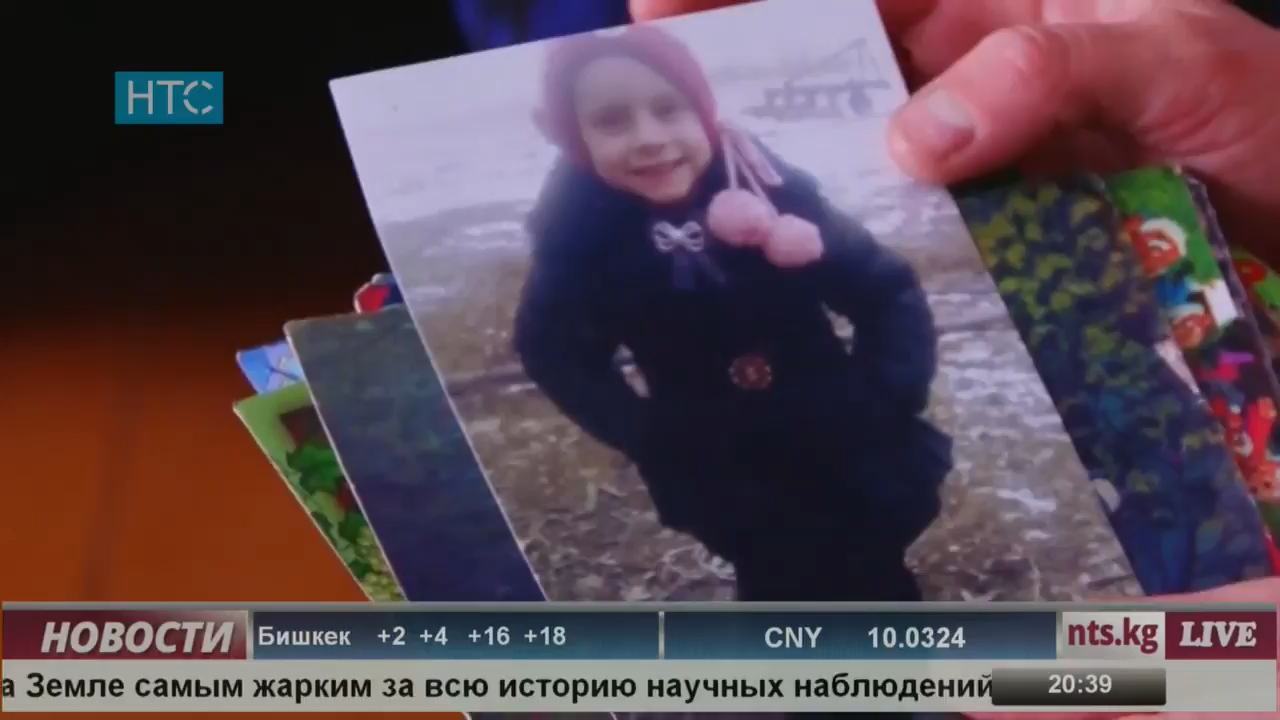 НТС
НОВОСТИ
Бишкек +2 +4 +16 +18
CNY 10.0324
nts.kg
LIVE
а Земле самым жарким за всю историю научных наблюдений
20:39